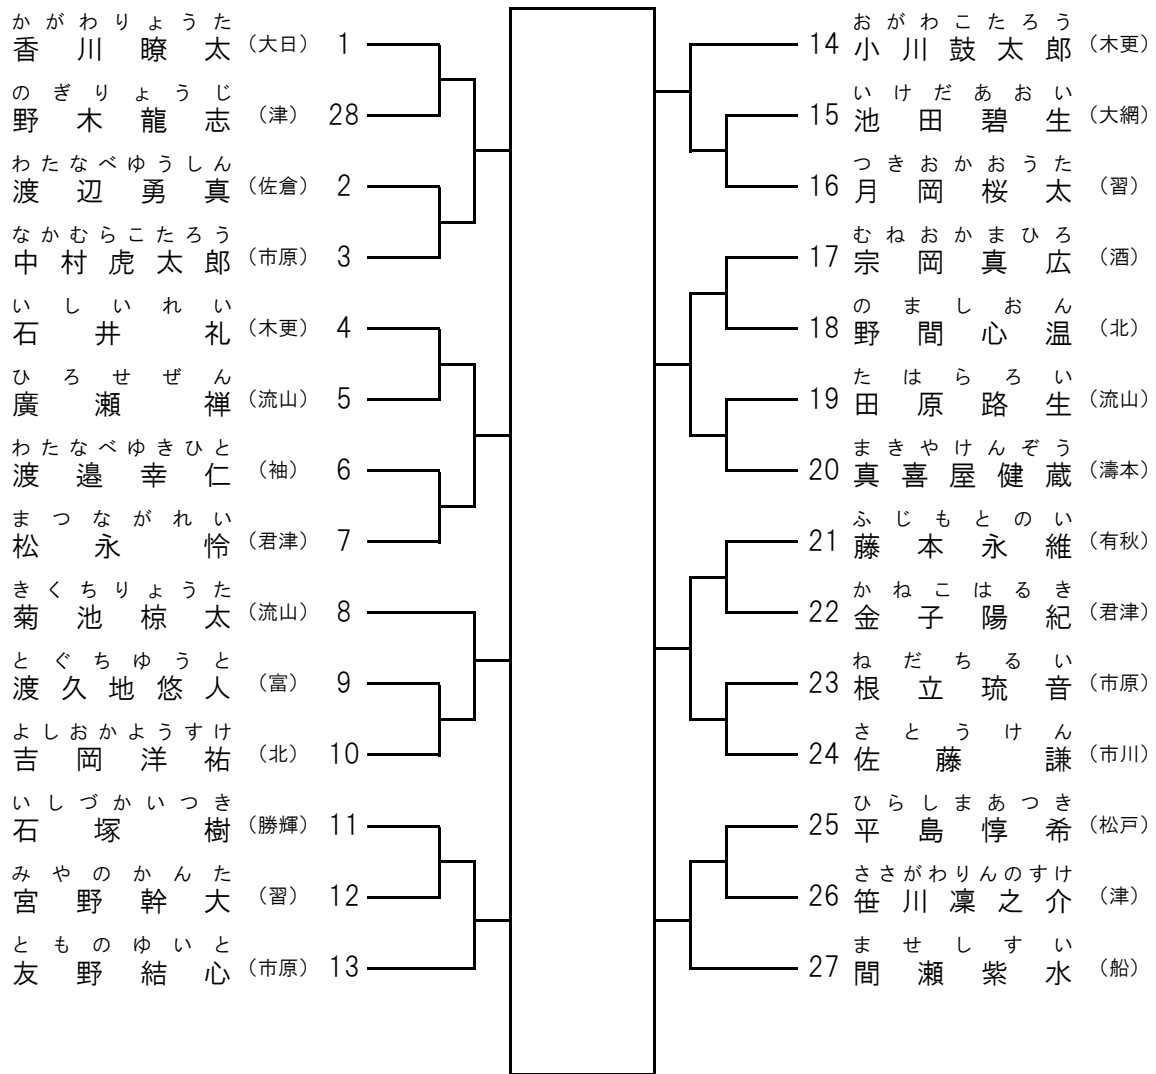 かがわりょうた
香川瞭太 （大日） 1
のぎりょうじ
野木龍志 （津） 28
わたなべゆうしん
渡辺勇真 （佐倉） 2
なかむらこたろう
中村虎太郎 （市原） 3
いしいれい
石井礼 （木更） 4
ひろせぜん
廣瀬禅 （流山） 5
わたなべゆきひと
渡邉幸仁 （袖） 6
まつながれい
松永怜 （君津） 7
きくちりょうた
菊池椋太 （流山） 8
とぐちゆうと
渡久地悠人 （富） 9
よしおかようすけ
吉岡洋祐 （北） 10
いしづかいつき
石塚樹 （勝輝） 11
みやのかんた
宮野幹大 （習） 12
とものゆいと
友野結心 （市原） 13
おがわこたろう
14 小川鼓太郎 （木更）
いけだあおい
15 池田碧生 （大網）
つきおかおうた
16 月岡桜太 （習）
むねおかまひろ
17 宗岡真広 （酒）
のましおん
18 野間心温 （北）
たはらろい
19 田原路生 （流山）
まきやけんぞう
20 真喜屋健蔵 （濤本）
ふじもとのい
21 藤本永維 （有秋）
かねこはるき
22 金子陽紀 （君津）
ねだちるい
23 根立琉音 （市原）
さとうけん
24 佐藤謙 （市川）
ひらしまあつき
25 平島惇希 （松戸）
ささがわりんのすけ
26 笹川凜之介 （津）
ませしすい
27 間瀬紫水 （船）